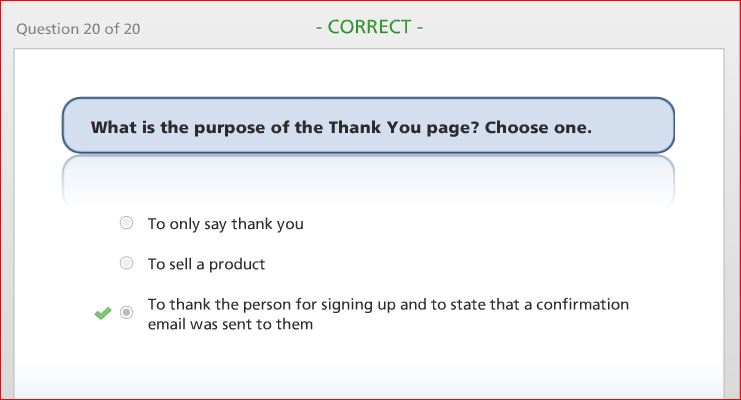 Question 20 of 20
- CORRECT -
What is the purpose of the Thank You page? Choose one.
To only say thank you
To sell a product
To thank the person for signing up and to state that a confirmation
email was sent to them